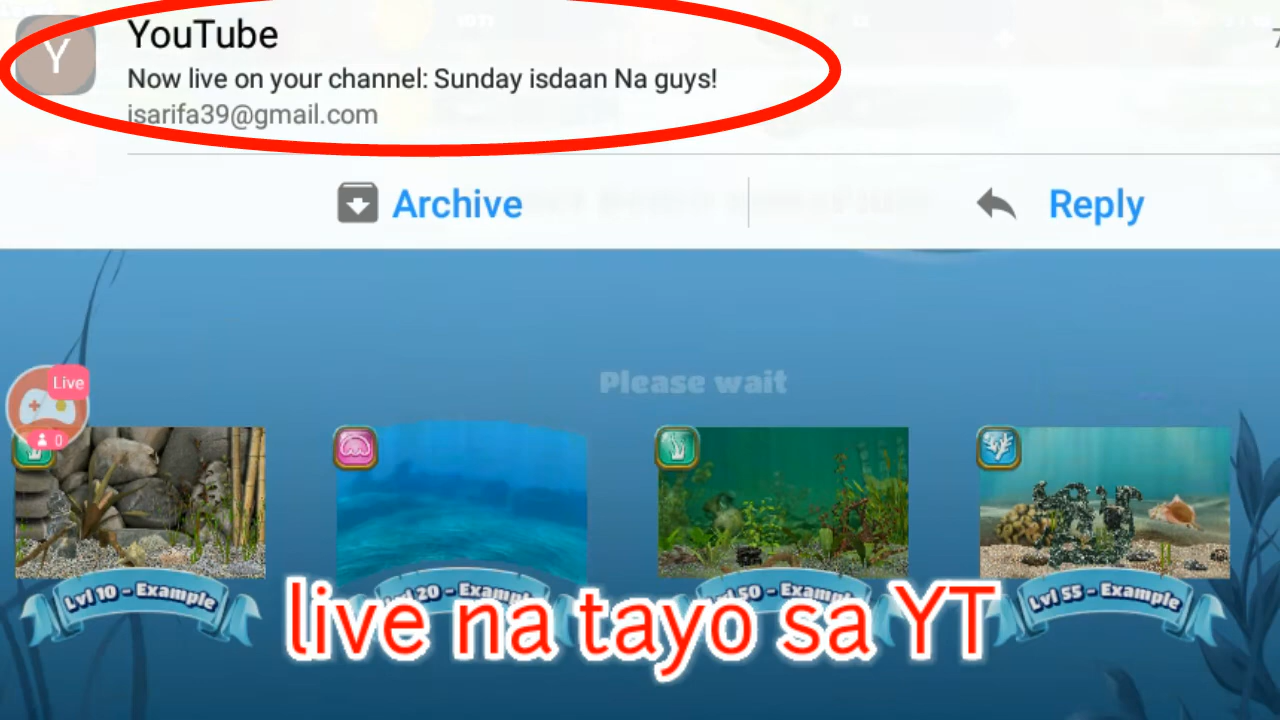 YouTube
Y
7
Now live on your channel: Sunday isdaan Na guys!
isarifa39@gmail.com
Archive
Reply
Please wait
Live
0
Lvl 10 - Example
Lvl 20 - Example
Lvl 50 - Example
Lvl 55 - Example
live na tayo sa YT